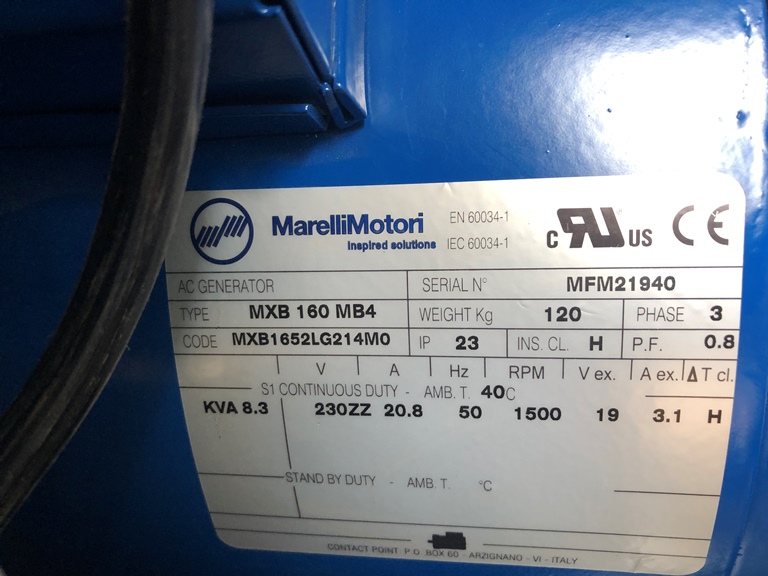 MarelliMotori
inspired solutions
EN 60034-1
IEC 60034-1
C RU US CE
AC GENERATOR SERIAL N° MFM21940
TYPE MXB 160 MB4 WEIGHT Kg 120 PHASE 3
CODE MXB1652LG214M0 IP 23 INS. CL. H P.F. 0.8
V A Hz RPM V ex. A ex. Δ T cl.
S1 CONTINUOUS DUTY - AMB. T. 40C
KVA 8.3 230ZZ 20.8 50 1500 19 3.1 H
STAND BY DUTY - AMB. T. °C
CONTACT POINT: P.O. BOX 60 - ARZIGNANO - VI - ITALY